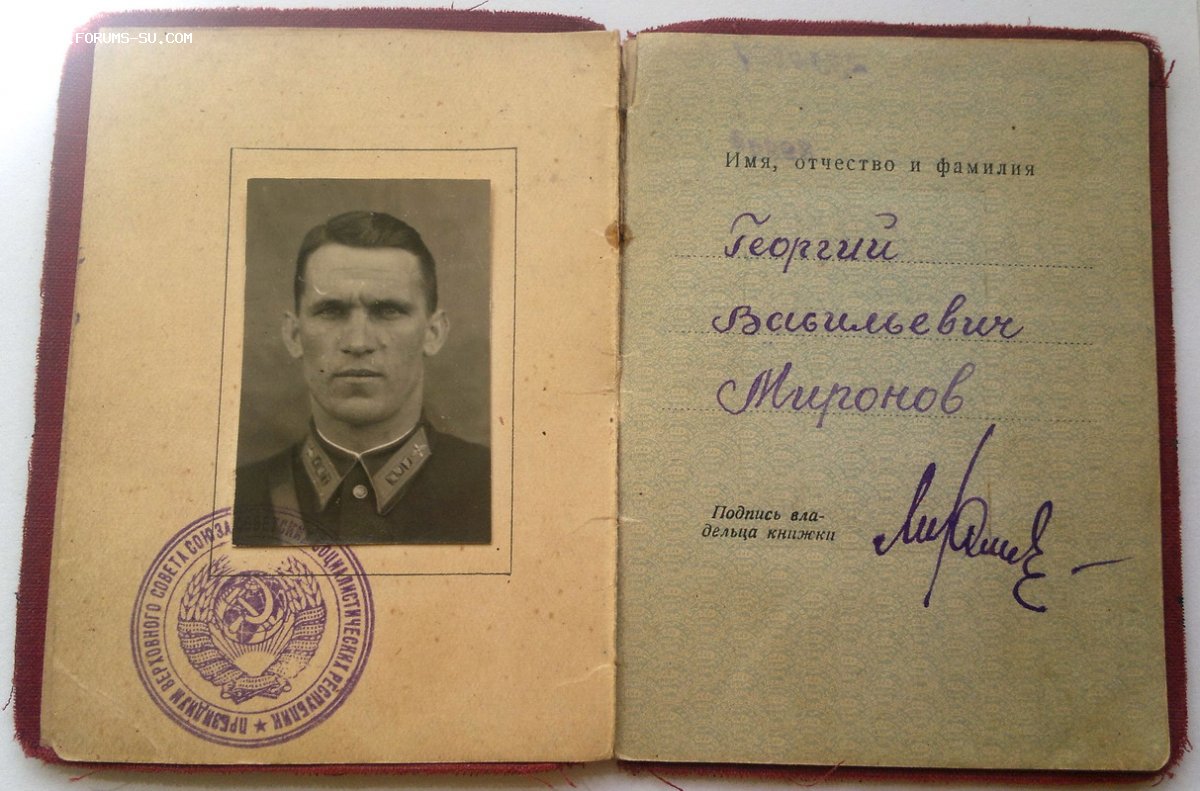 FORUMS-SU.COM
ПРЕЗИДИУМ ВЕРХОВНОГО СОВЕТА СОЮЗА СОВЕТСКИХ СОЦИАЛИСТИЧЕСКИХ РЕСПУБЛИК
Имя, отчество и фамилия
Георгий
Васильевич
Миронов
Подпись вла-
дельца книжки